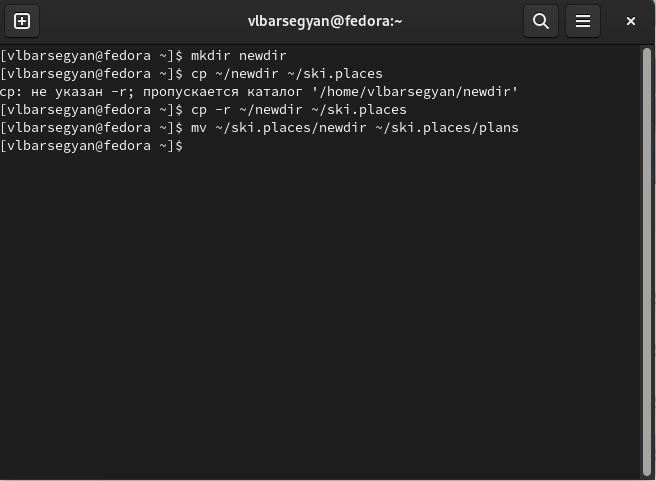 vlbarsegyan@fedora:~
[vlbarsegyan@fedora ~]$ mkdir newdir
[vlbarsegyan@fedora ~]$ cp ~/newdir ~/ski.places
cp: не указан -r; пропускается каталог '/home/vlbarsegyan/newdir'
[vlbarsegyan@fedora ~]$ cp -r ~/newdir ~/ski.places
[vlbarsegyan@fedora ~]$ mv ~/ski.places/newdir ~/ski.places/plans
[vlbarsegyan@fedora ~]$